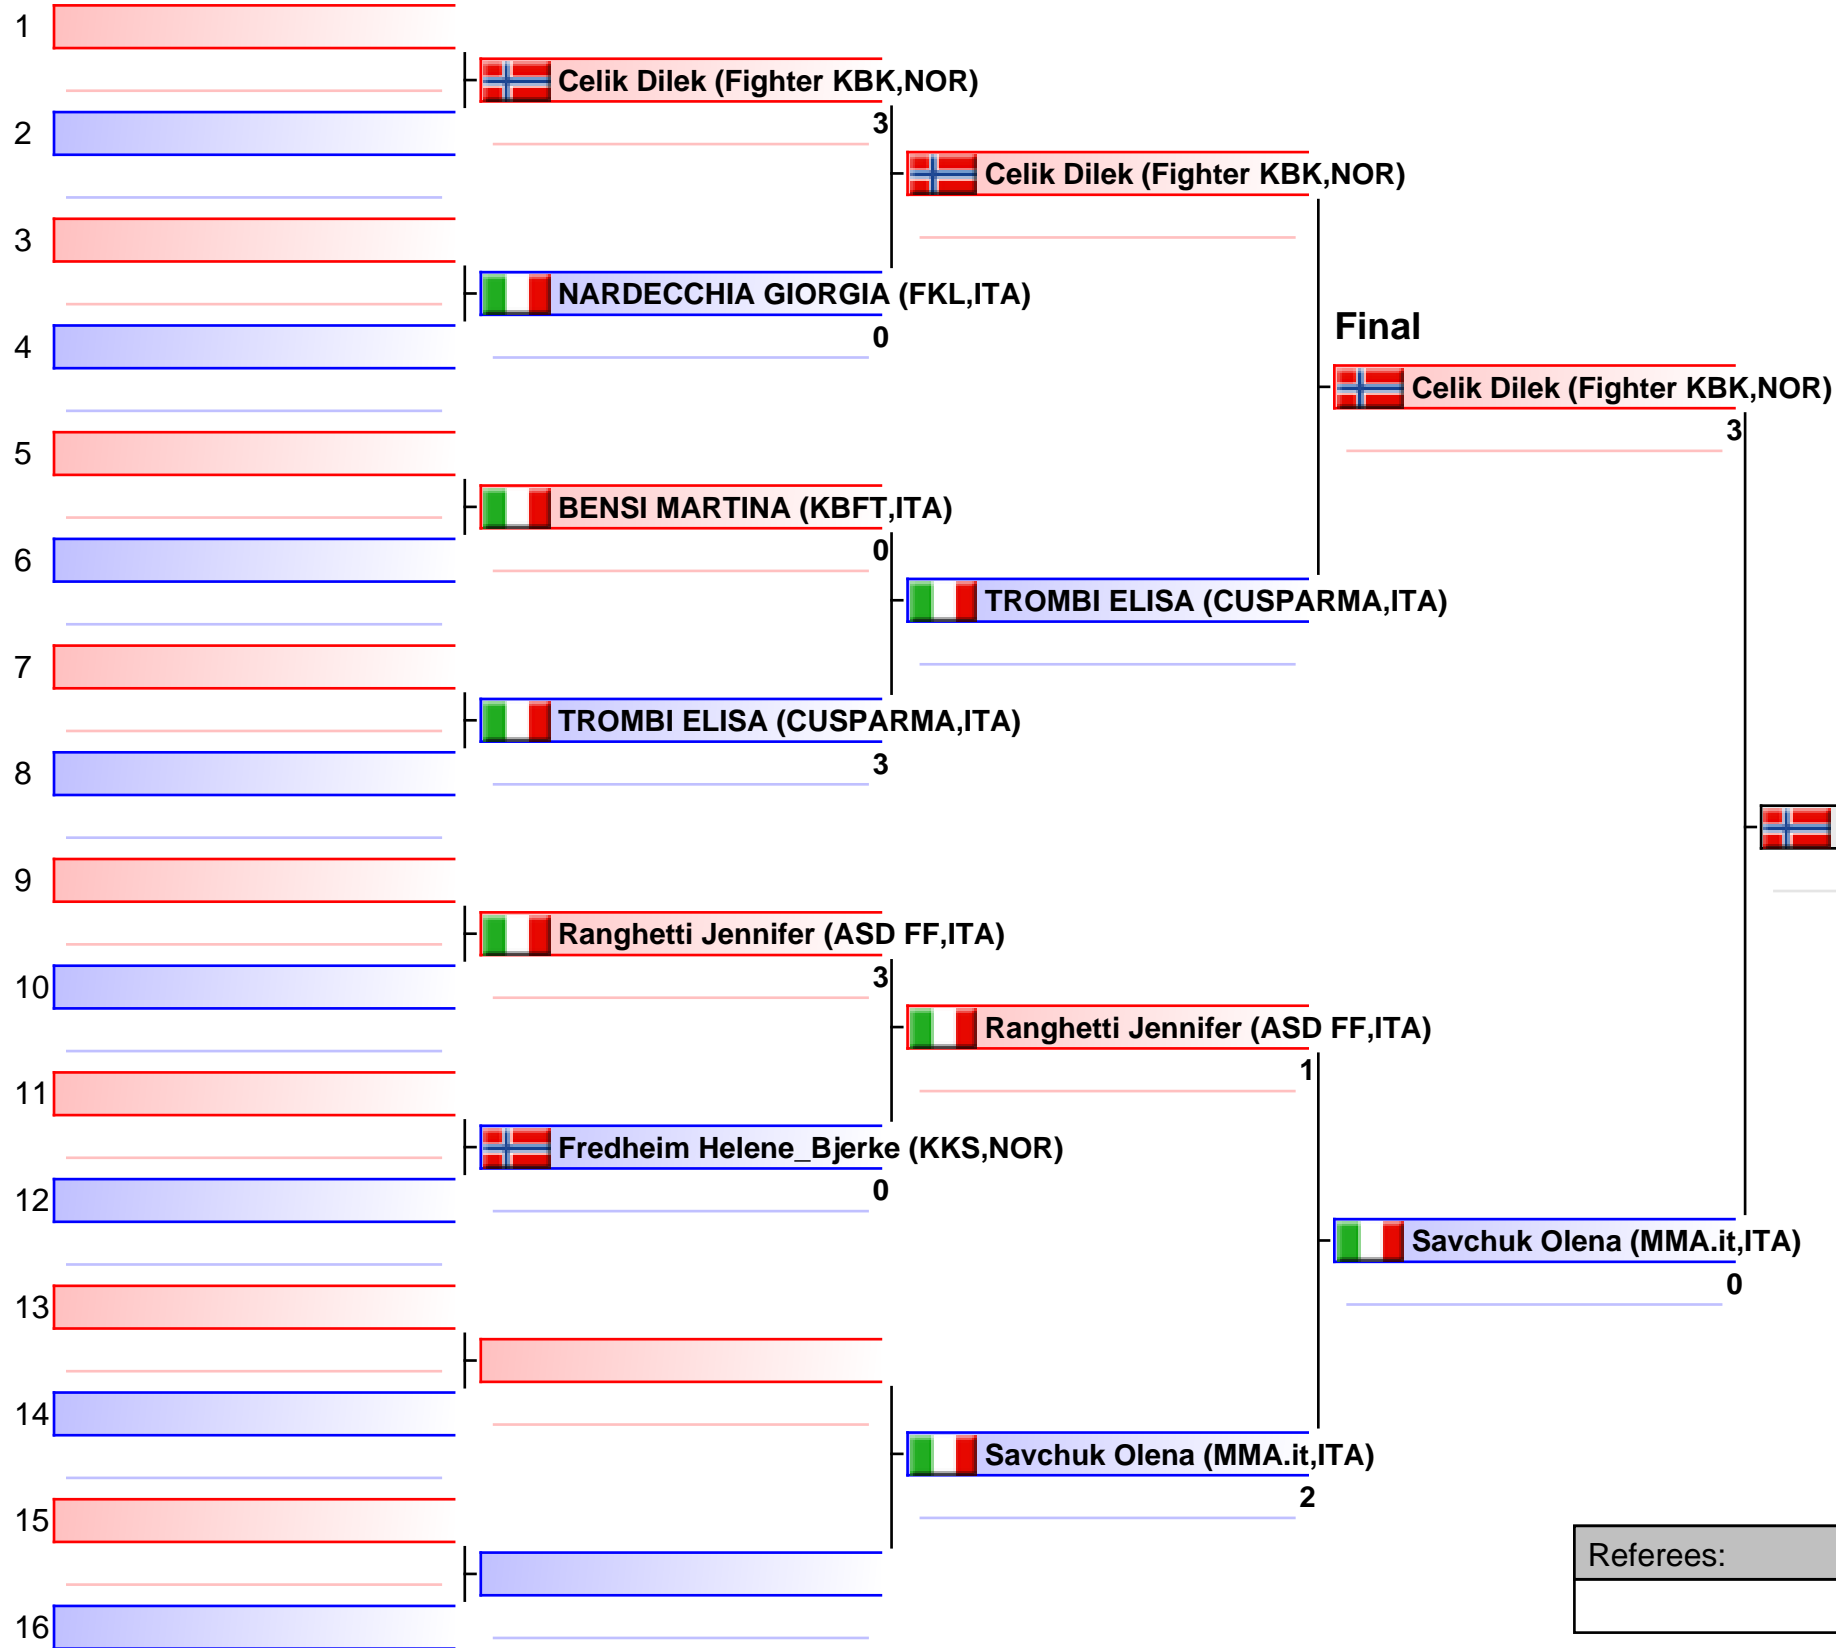 1
Celik Dilek (Fighter KBK,NOR)
3
2
Celik Dilek (Fighter KBK,NOR)
3
NARDECCHIA GIORGIA (FKL,ITA)
0
4
Final
Celik Dilek (Fighter KBK,NOR)
3
5
BENSI MARTINA (KBFT,ITA)
0
6
TROMBI ELISA (CUSPARMA,ITA)
7
TROMBI ELISA (CUSPARMA,ITA)
3
8
9
Ranghetti Jennifer (ASD FF,ITA)
3
10
Ranghetti Jennifer (ASD FF,ITA)
1
11
Fredheim Helene_Bjerke (KKS,NOR)
0
12
Savchuk Olena (MMA.it,ITA)
0
13
14
Savchuk Olena (MMA.it,ITA)
2
15
Referees:
16